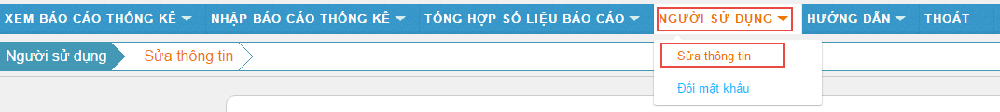 XEM BÁO CÁO THỐNG KÊ NHẬP BÁO CÁO THỐNG KÊ TỔNG HỢP SỐ LIỆU BÁO CÁO NGƯỜI SỬ DỤNG HƯỚNG DẪN THOÁT
Người sử dụng Sửa thông tin
Sửa thông tin
Đổi mật khẩu